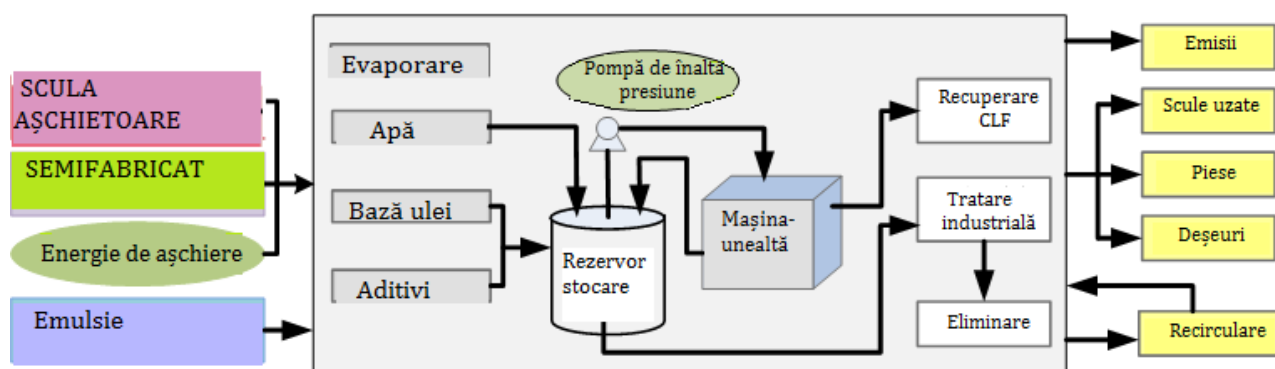 SCULA
AȘCHIETOARE
SEMIFABRICAT
Energie de așchiere
Emulsie
Evaporare
Apă
Bază ulei
Aditivi
Pompă de înaltă
presiune
Rezervor
stocare
Mașina-
unealtă
Recuperare
CLF
Tratare
industrială
Eliminare
Emisii
Scule uzate
Piese
Deșeuri
Recirculare